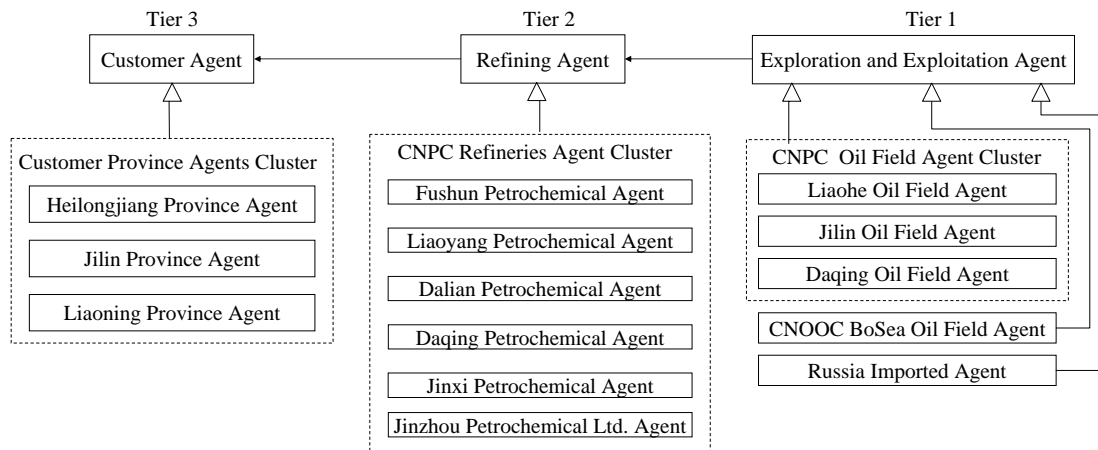 Tier 3
Tier 2
Tier 1
Customer Agent
Refining Agent
Exploration and Exploitation Agent
Customer Province Agents Cluster
Heilongjiang Province Agent
Jilin Province Agent
Liaoning Province Agent
CNPC Refineries Agent Cluster
Fushun Petrochemical Agent
Liaoyang Petrochemical Agent
Dalian Petrochemical Agent
Daqing Petrochemical Agent
Jinxi Petrochemical Agent
Jinzhou Petrochemical Ltd. Agent
CNPC Oil Field Agent Cluster
Liaohe Oil Field Agent
Jilin Oil Field Agent
Daqing Oil Field Agent
CNOOC BoSea Oil Field Agent
Russia Imported Agent